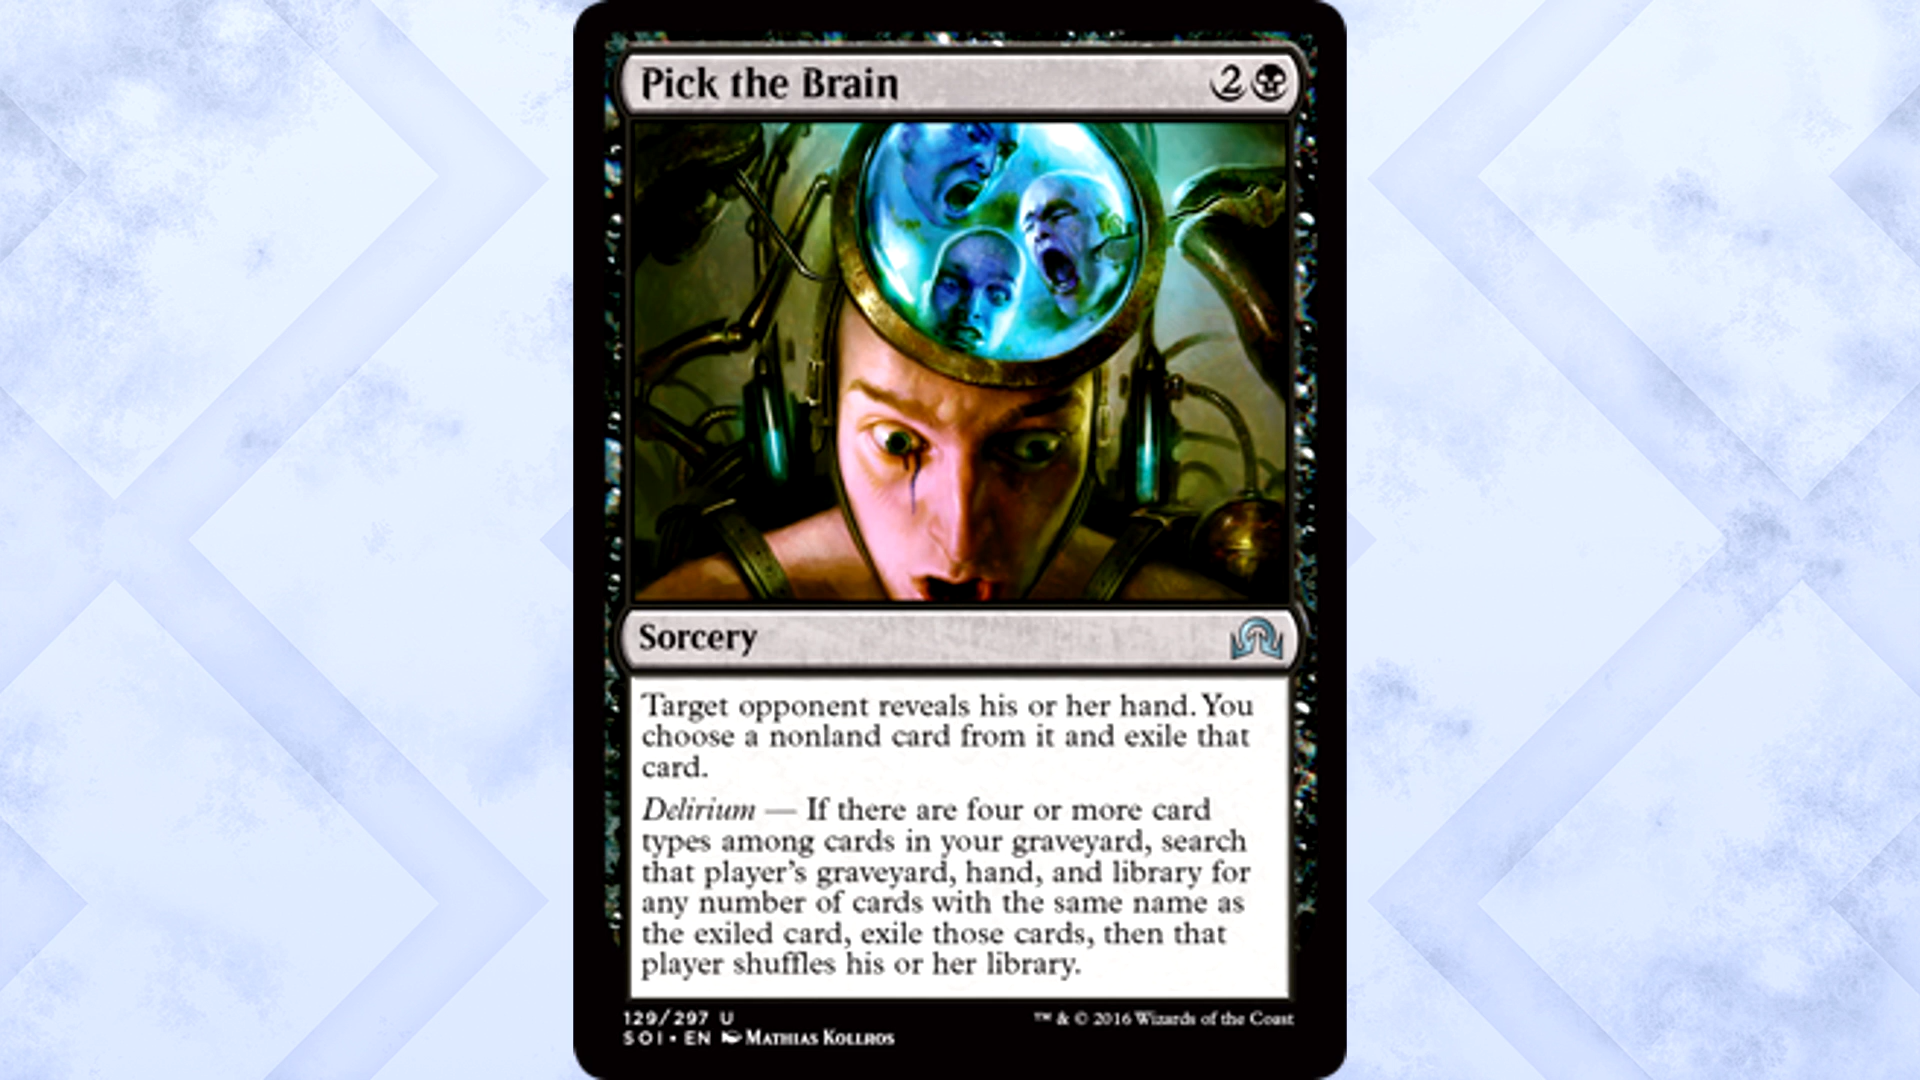 Pick the Brain 2
Sorcery
Target opponent reveals his or her hand. You
choose a nonland card from it and exile that
card.
Delirium — If there are four or more card
types among cards in your graveyard, search
that player's graveyard, hand, and library for
any number of cards with the same name as
the exiled card, exile those cards, then that
player shuffles his or her library.
129/297 U
™ & © 2016 Wizards of the Coast
SOI • EN Mathias Kollros